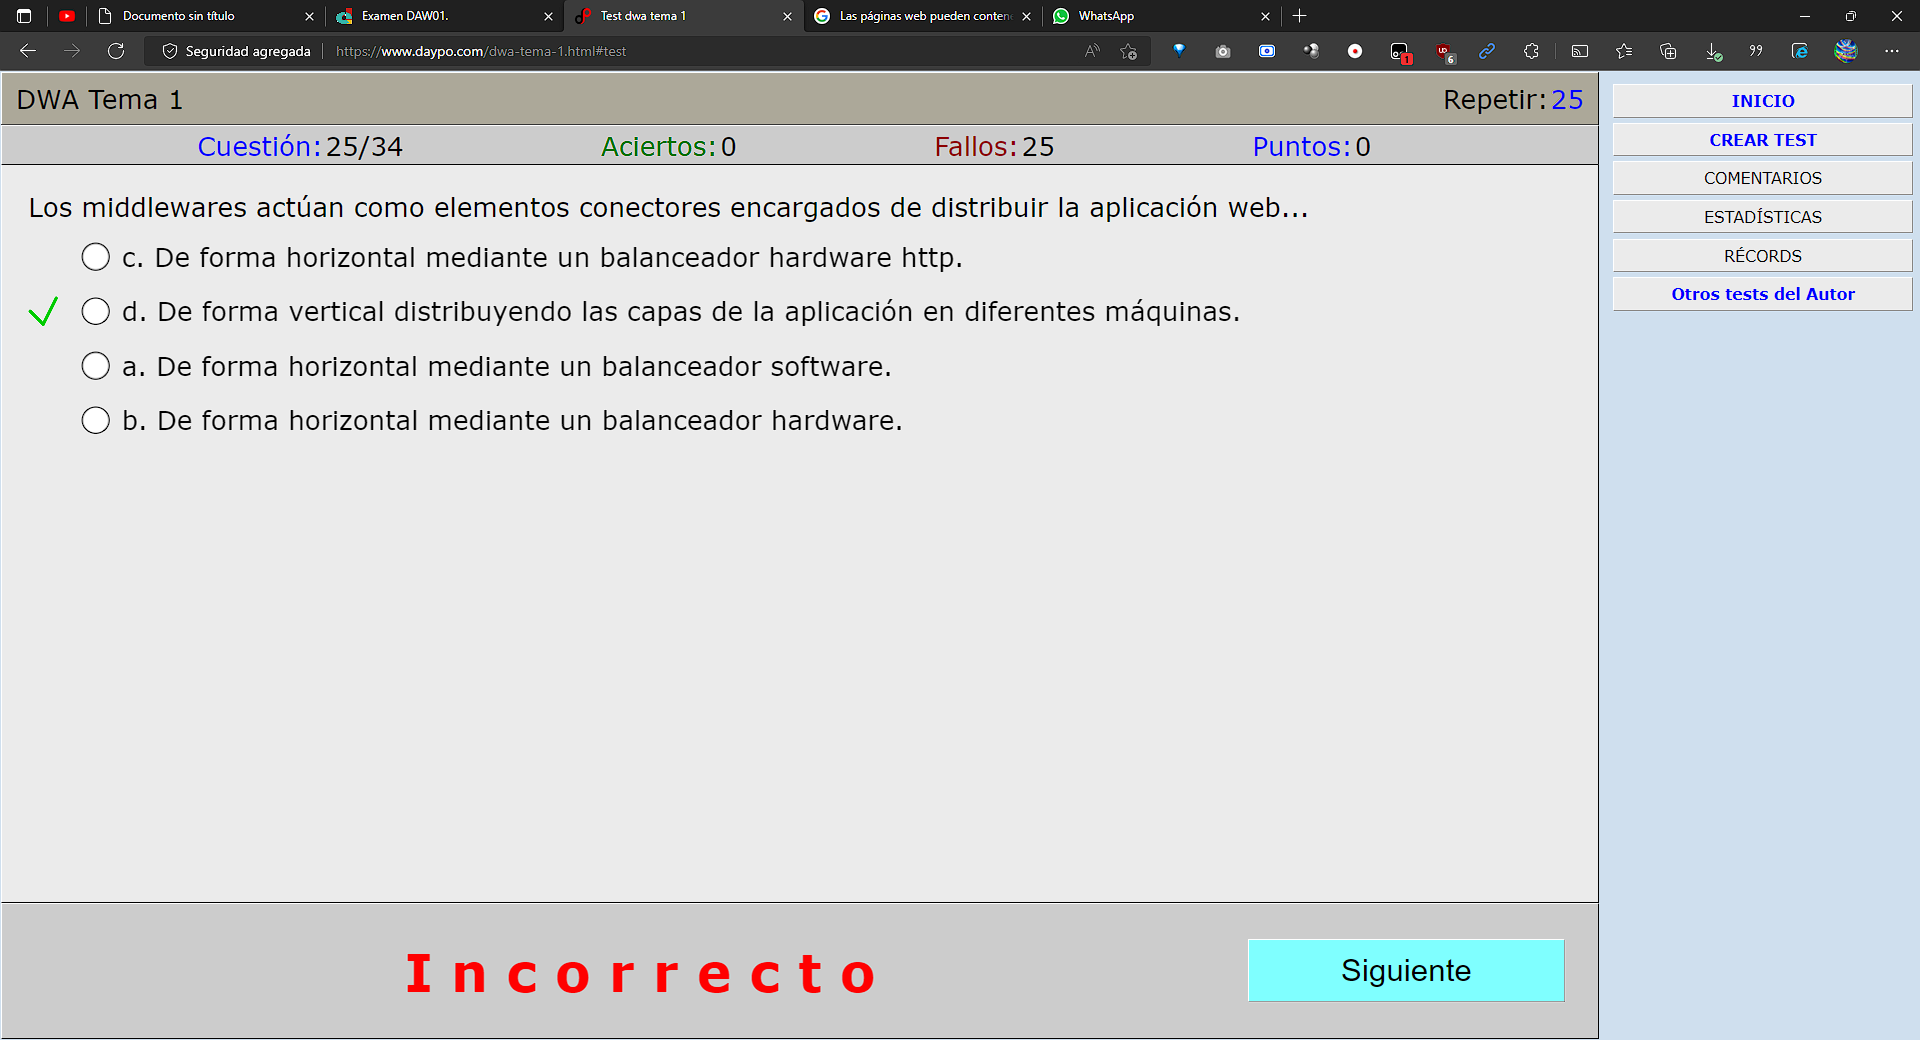 Documento sin título
Examen DAW01.
Test dwa tema 1
Las páginas web pueden conten
WhatsApp
Seguridad agregada
https://www.daypo.com/dwa-tema-1.html#test
1
6
DWA Tema 1
Repetir:25
Cuestión:25/34
Aciertos:0
Fallos:25
Puntos:0
Los middlewares actúan como elementos conectores encargados de distribuir la aplicación web...
c. De forma horizontal mediante un balanceador hardware http.
d. De forma vertical distribuyendo las capas de la aplicación en diferentes máquinas.
a. De forma horizontal mediante un balanceador software.
b. De forma horizontal mediante un balanceador hardware.
Incorrecto
Siguiente
INICIO
CREAR TEST
COMENTARIOS
ESTADÍSTICAS
RÉCORDS
Otros tests del Autor